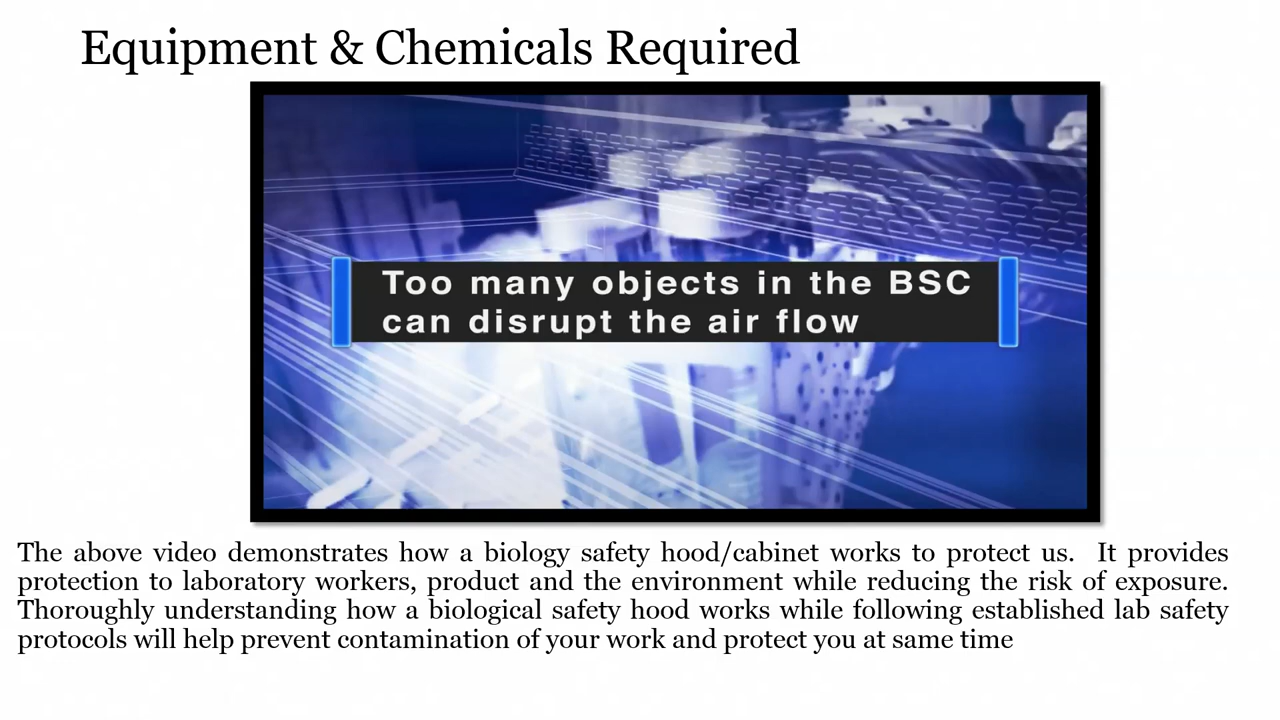 Equipment & Chemicals Required
Too many objects in the BSC
can disrupt the air flow
The above video demonstrates how a biology safety hood/cabinet works to protect us.  It provides
protection to laboratory workers, product and the environment while reducing the risk of exposure.
Thoroughly understanding how a biological safety hood works while following established lab safety
protocols will help prevent contamination of your work and protect you at same time